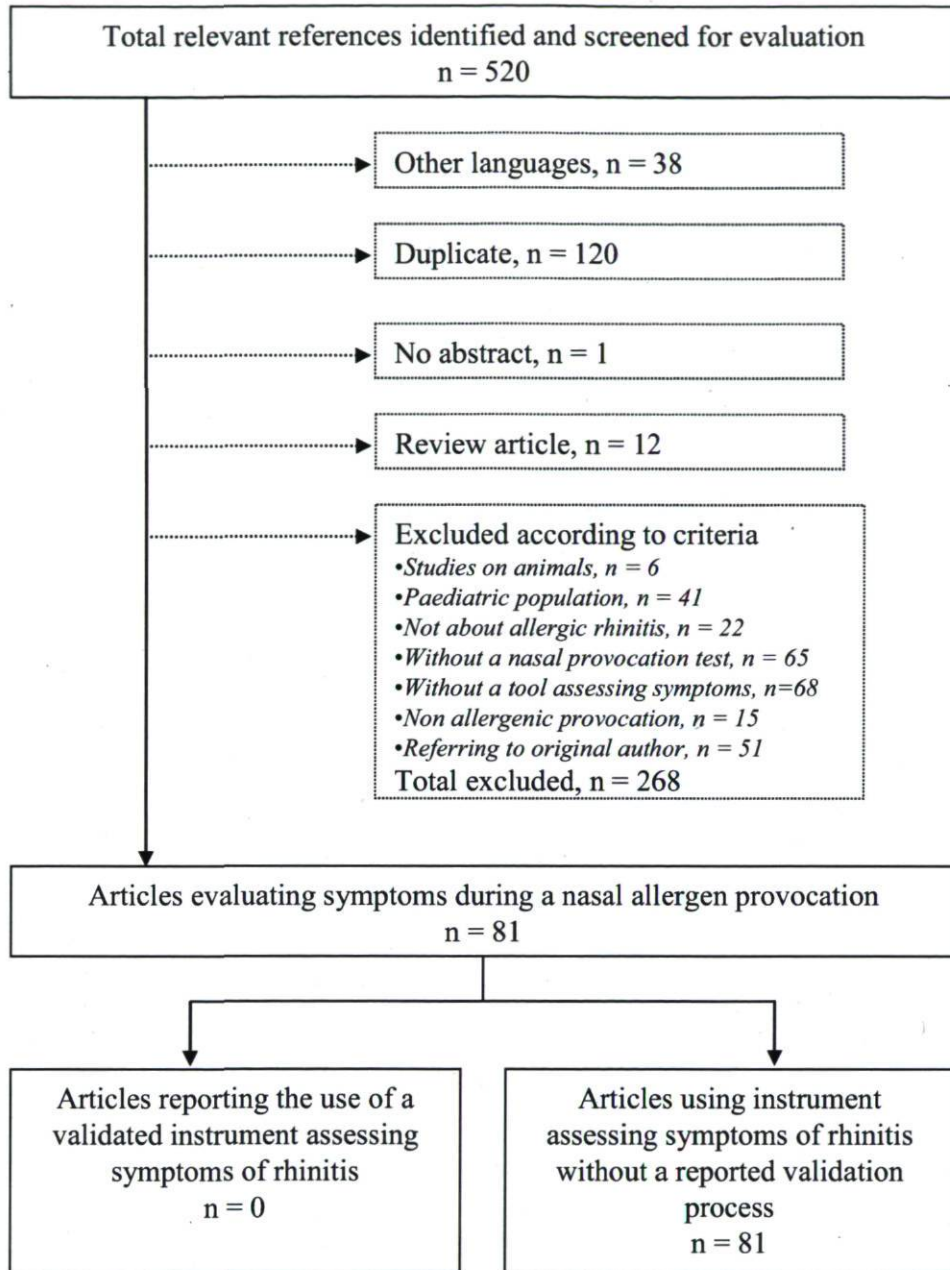 Total relevant references identified and screened for evaluation
n = 520
Other languages, n = 38
Duplicate, n = 120
No abstract, n = 1
Review article, n = 12
Excluded according to criteria
•Studies on animals, n = 6
•Paediatric population, n = 41
•Not about allergic rhinitis, n = 22
•Without a nasal provocation test, n = 65
•Without a tool assessing symptoms, n=68
•Non allergenic provocation, n = 15
•Referring to original author, n = 51
Total excluded, n = 268
Articles evaluating symptoms during a nasal allergen provocation
n = 81
Articles reporting the use of a
validated instrument assessing
symptoms of rhinitis
n = 0
Articles using instrument
assessing symptoms of rhinitis
without a reported validation
process
n = 81